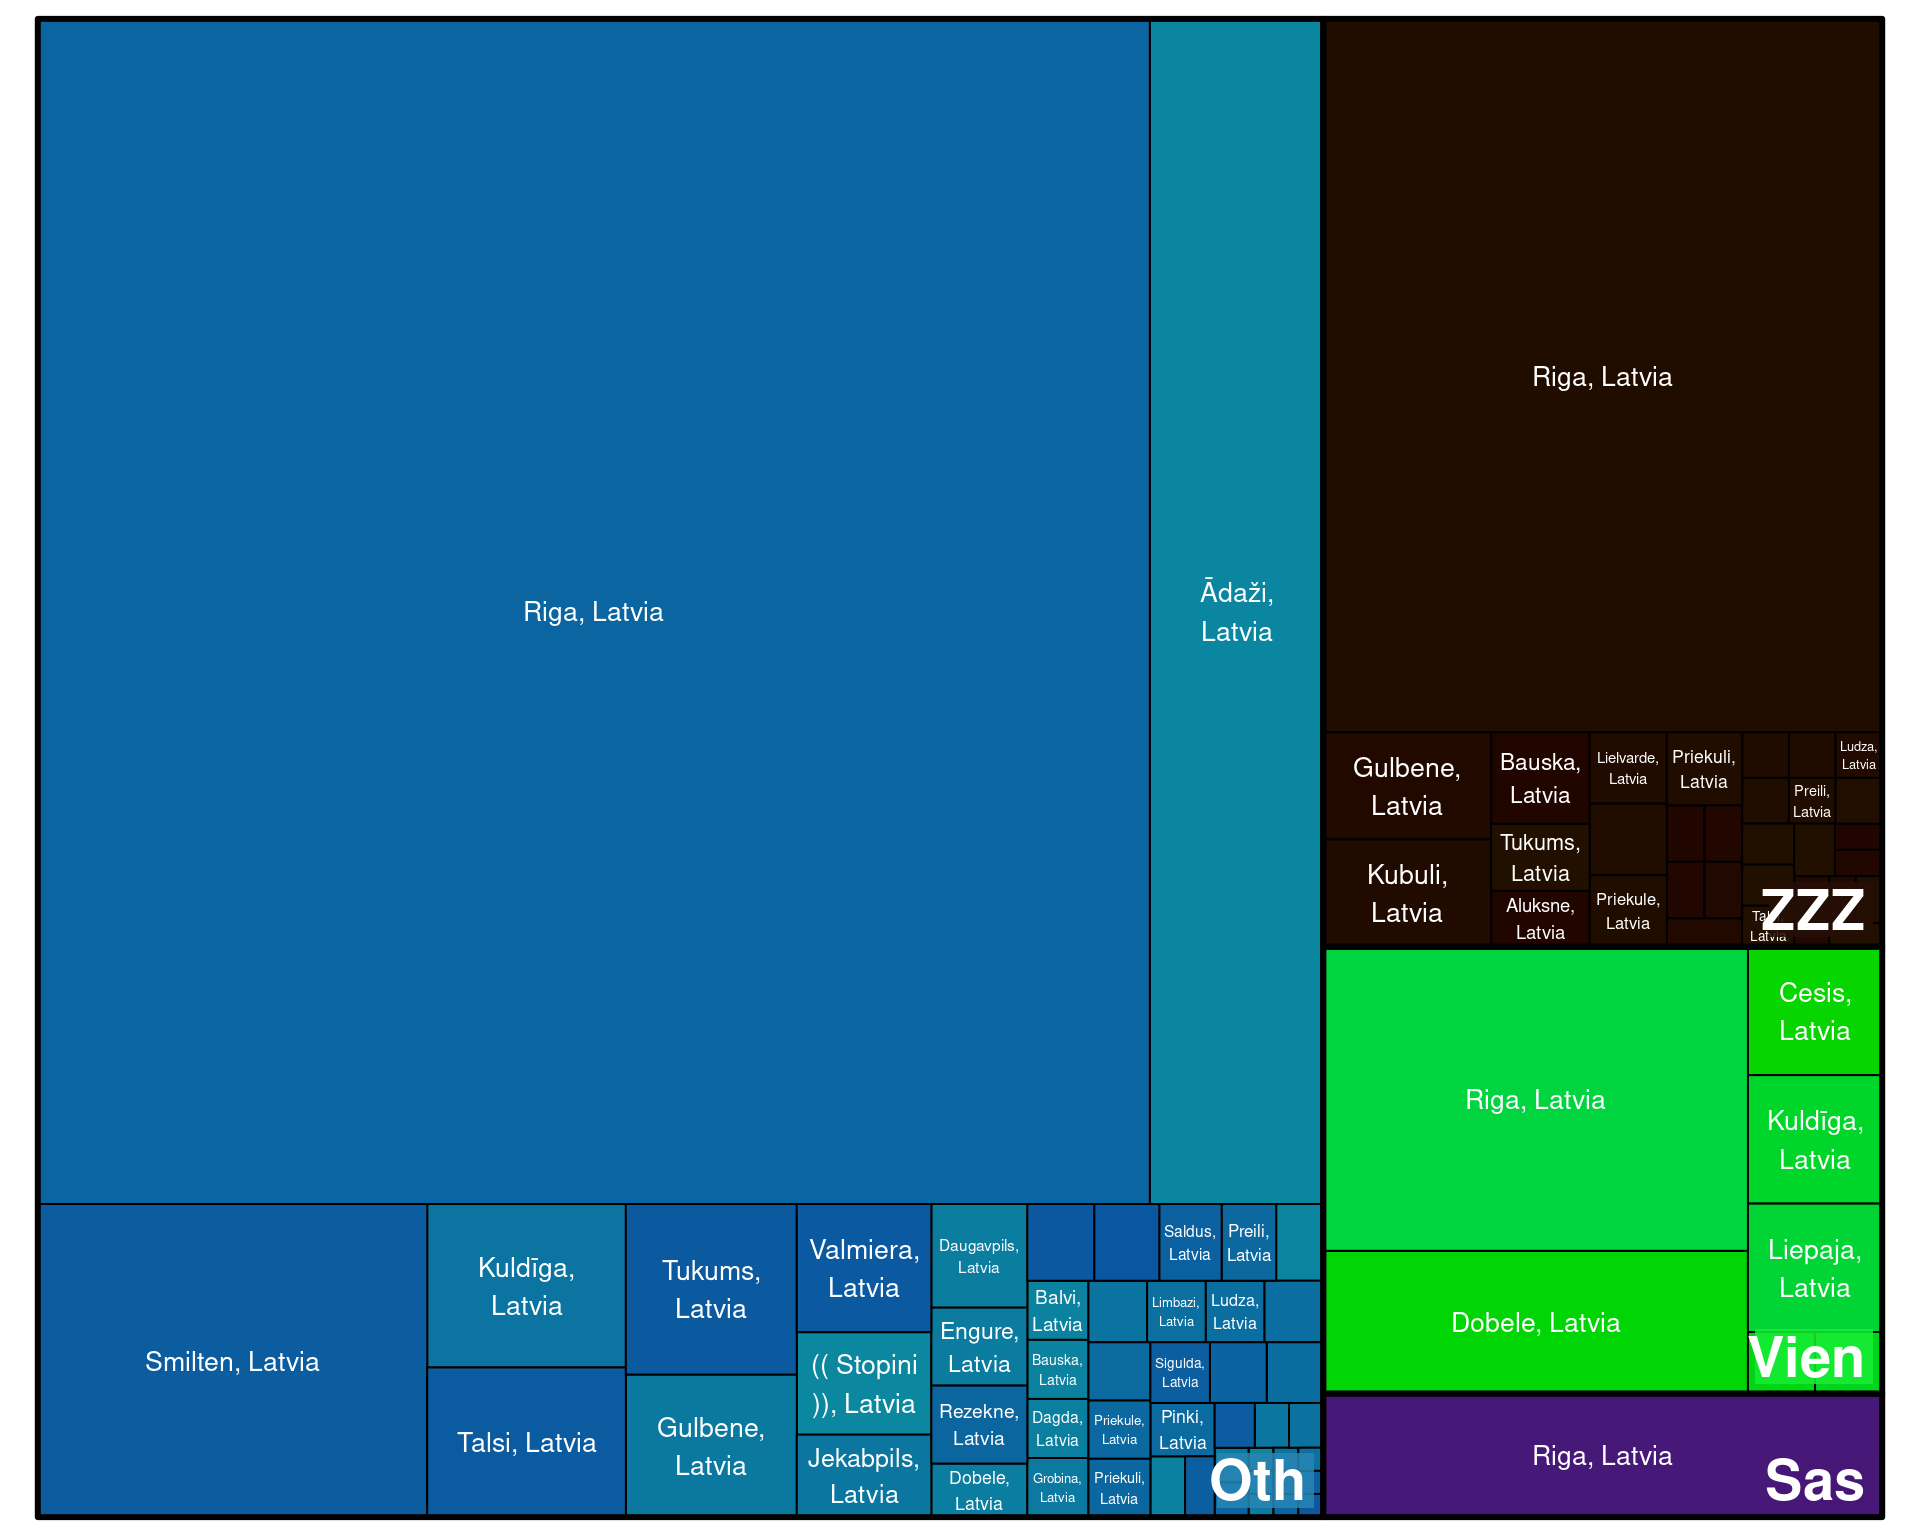 Riga, Latvia
Ādaži,
Latvia
Smilten, Latvia
Kuldīga,
Latvia
Talsi, Latvia
Tukums,
Latvia
Gulbene,
Latvia
Valmiera,
Latvia
(( Stopini
)), Latvia
Jekabpils,
Latvia
Daugavpils,
Latvia
Engure,
Latvia
Rezekne,
Latvia
Dobele,
Latvia
Balvi,
Latvia
Bauska,
Latvia
Dagda,
Latvia
Grobina,
Latvia
Priekule,
Latvia
Priekuli,
Latvia
Saldus,
Latvia
Preili,
Latvia
Limbazi,
Latvia
Ludza,
Latvia
Sigulda,
Latvia
Pinki,
Latvia
Oth
Riga, Latvia
Gulbene,
Latvia
Kubuli,
Latvia
Bauska,
Latvia
Tukums,
Latvia
Aluksne,
Latvia
Lielvarde,
Latvia
Priekule,
Latvia
Priekuli,
Latvia
Ludza,
Latvia
Preili,
Latvia
Latvia
ZZZ
Riga, Latvia
Dobele, Latvia
Cesis,
Latvia
Kuldīga,
Latvia
Liepaja,
Latvia
Vien
Riga, Latvia
Sas